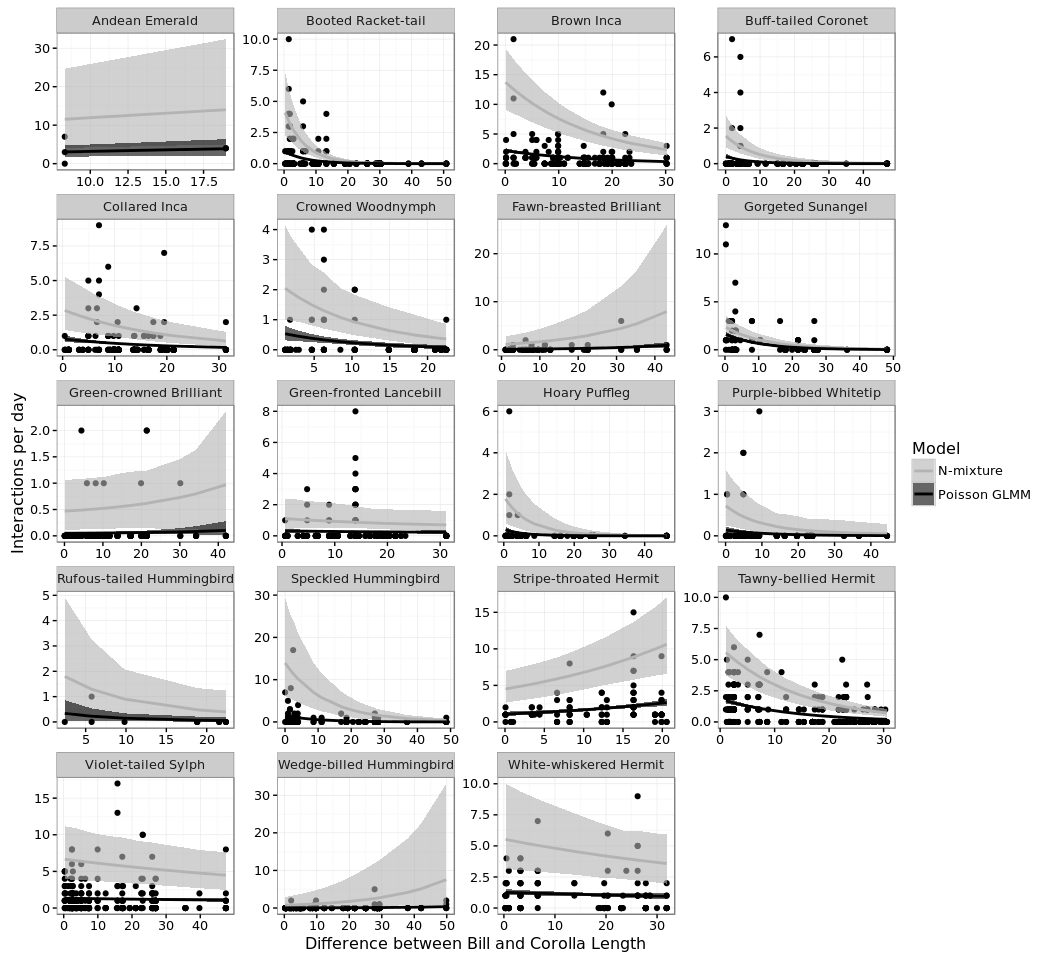 Andean Emerald Booted Racket-tail Brown Inca Buff-tailed Coronet
30 20 10 0
10.0 7.5 5.0 2.5 0.0
20 15 10 5 0
6 4 2 0
10.0 12.5 15.0 17.5 0 10 20 30 40 50 0 10 20 30 0 10 20 30 40
Collared Inca Crowned Woodnymph Fawn-breasted Brilliant Gorgeted Sunangel
7.5 5.0 2.5 0.0
4 3 2 1 0
20 10 0
10 5 0
0 10 20 30 5 10 15 20 0 10 20 30 40 0 10 20 30 40 50
Green-crowned Brilliant Green-fronted Lancebill Hoary Puffleg Purple-bibbed Whitetip
2.0 1.5 1.0 0.5 0.0
8 6 4 2 0
6 4 2 0
3 2 1 0
0 10 20 30 40 0 10 20 30 0 10 20 30 40 0 10 20 30 40
Rufous-tailed Hummingbird Speckled Hummingbird Stripe-throated Hermit Tawny-bellied Hermit
5 4 3 2 1 0
30 20 10 0
15 10 5 0
10.0 7.5 5.0 2.5 0.0
5 10 15 20 0 10 20 30 40 50 0 5 10 15 20 0 10 20 30
Violet-tailed Sylph Wedge-billed Hummingbird White-whiskered Hermit
15 10 5 0
30 20 10 0
10.0 7.5 5.0 2.5 0.0
0 10 20 30 40 0 10 20 30 40 50 0 10 20 30
Interactions per day
Difference between Bill and Corolla Length
Model
N-mixture
Poisson GLMM